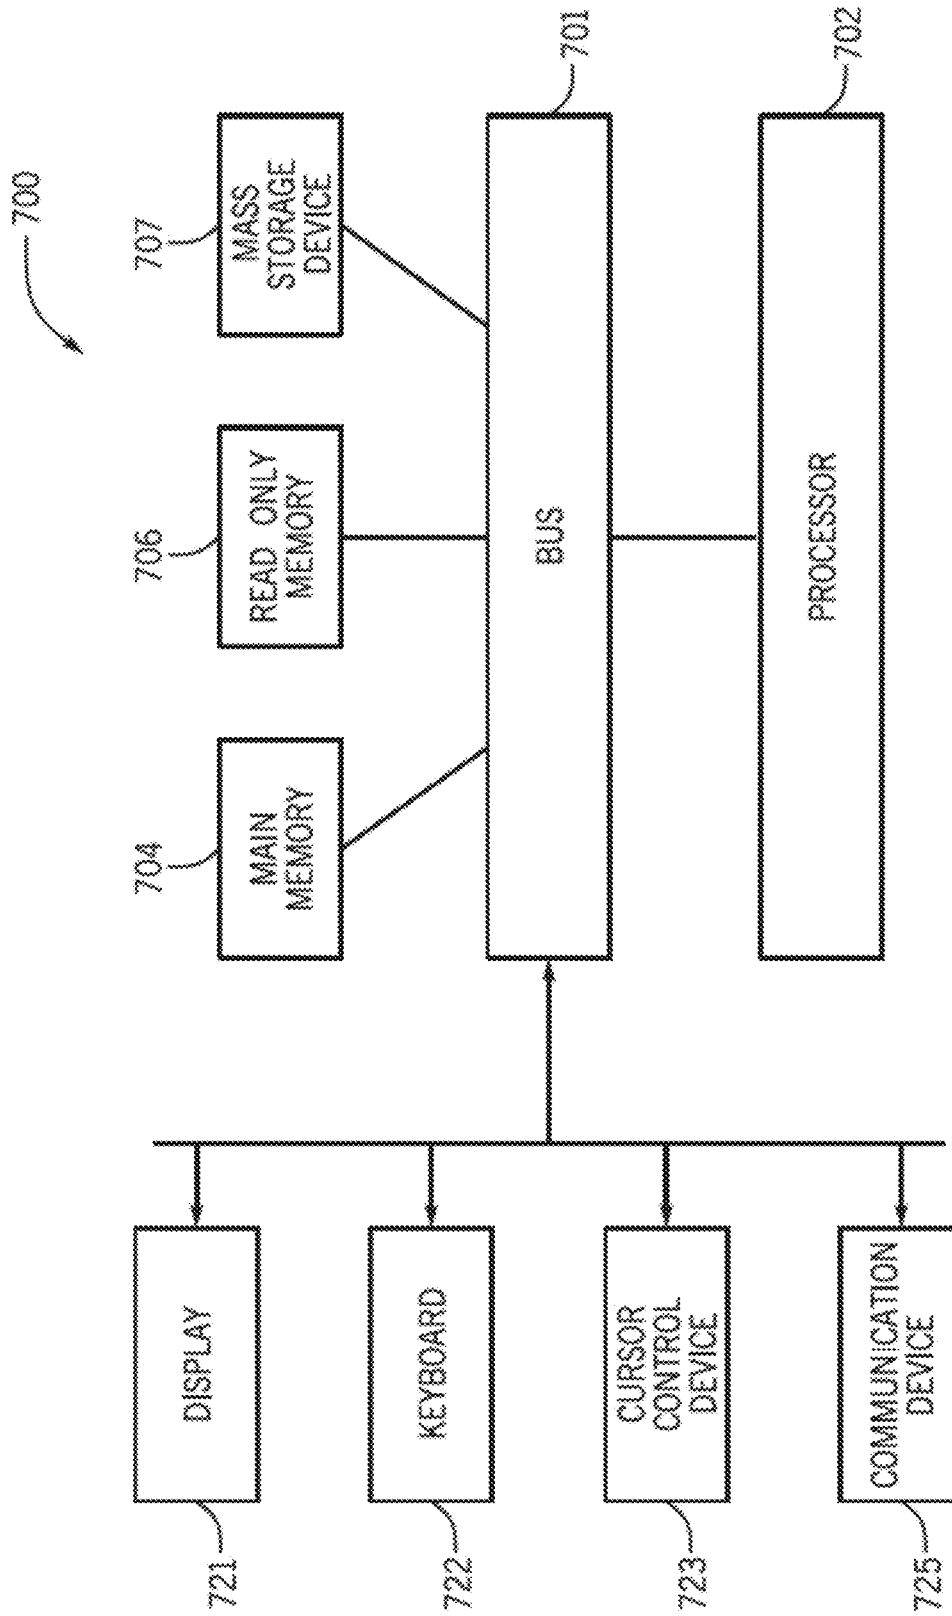 700
704
706
707
MAIN
MEMORY
READ ONLY
MEMORY
MASS
STORAGE
DEVICE
701
BUS
702
PROCESSOR
721
DISPLAY
722
KEYBOARD
723
CURSOR
CONTROL
DEVICE
725
COMMUNICATION
DEVICE